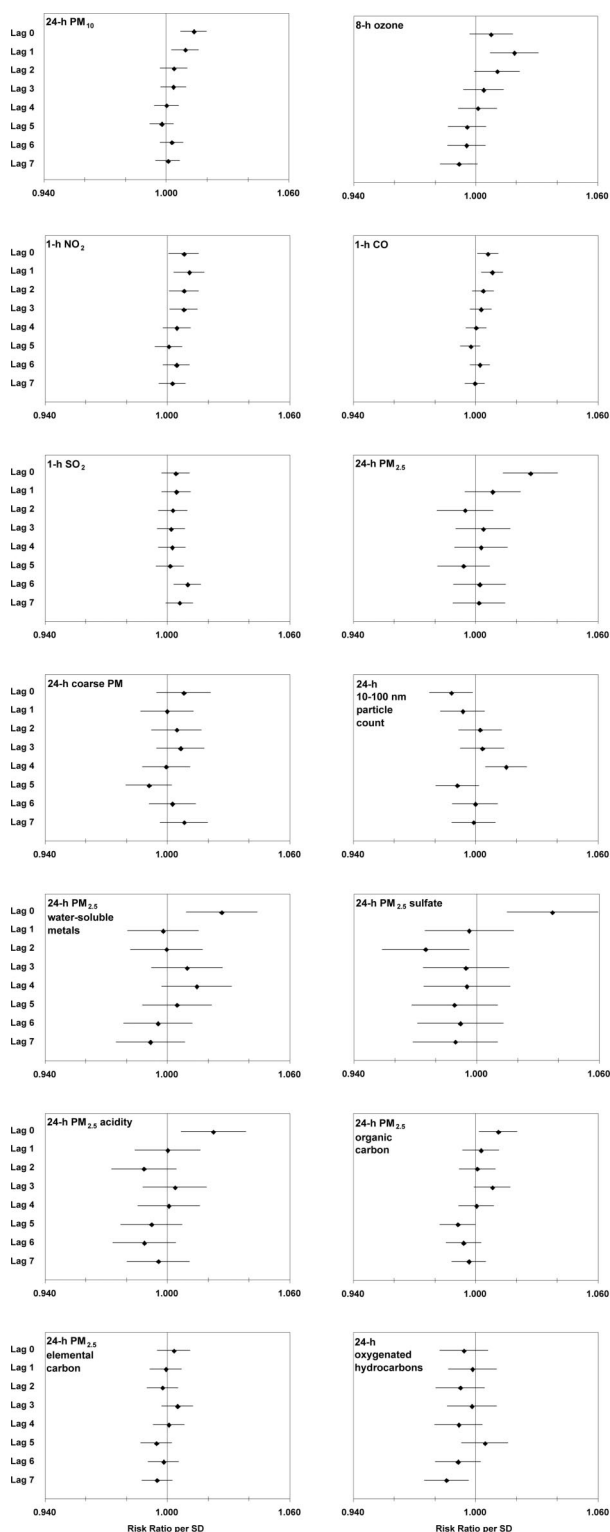 24-h PM10
Lag 0
Lag 1
Lag 2
Lag 3
Lag 4
Lag 5
Lag 6
Lag 7
0.940 1.000 1.060
8-h ozone
0.940 1.000 1.060
1-h NO2
Lag 0
Lag 1
Lag 2
Lag 3
Lag 4
Lag 5
Lag 6
Lag 7
0.940 1.000 1.060
1-h CO
0.940 1.000 1.060
1-h SO2
Lag 0
Lag 1
Lag 2
Lag 3
Lag 4
Lag 5
Lag 6
Lag 7
0.940 1.000 1.060
24-h PM2.5
0.940 1.000 1.060
24-h coarse PM
Lag 0
Lag 1
Lag 2
Lag 3
Lag 4
Lag 5
Lag 6
Lag 7
0.940 1.000 1.060
24-h
10-100 nm
particle
count
0.940 1.000 1.060
24-h PM2.5
water-soluble
metals
Lag 0
Lag 1
Lag 2
Lag 3
Lag 4
Lag 5
Lag 6
Lag 7
0.940 1.000 1.060
24-h PM2.5 sulfate
0.940 1.000 1.060
24-h PM2.5 acidity
Lag 0
Lag 1
Lag 2
Lag 3
Lag 4
Lag 5
Lag 6
Lag 7
0.940 1.000 1.060
24-h PM2.5
organic
carbon
0.940 1.000 1.060
24-h PM2.5
elemental
carbon
Lag 0
Lag 1
Lag 2
Lag 3
Lag 4
Lag 5
Lag 6
Lag 7
0.940 1.000 1.060
Risk Ratio per SD
24-h
oxygenated
hydrocarbons
0.940 1.000 1.060
Risk Ratio per SD